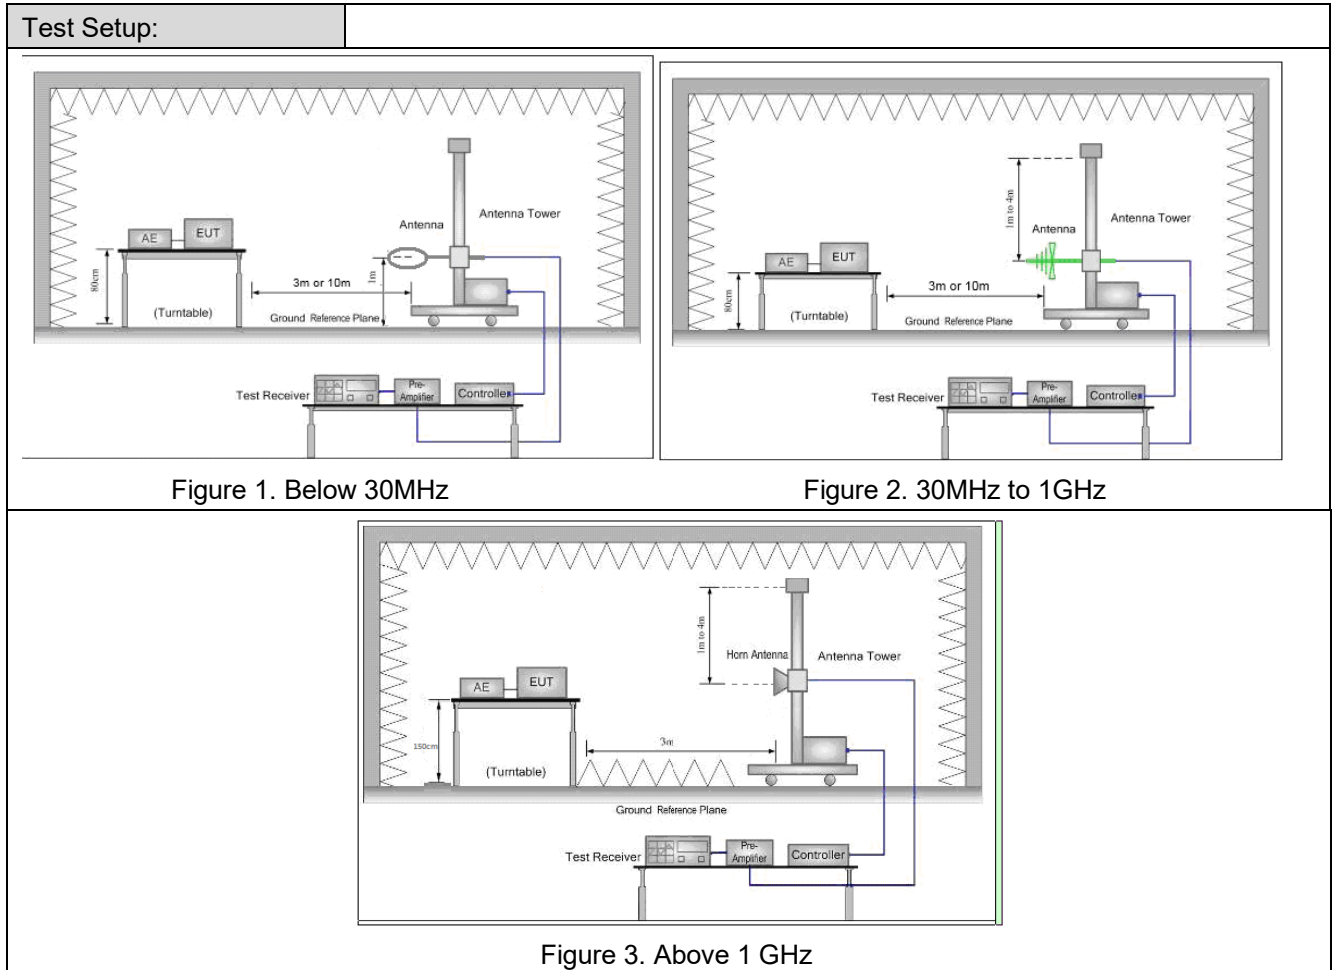 Test Setup:
Antenna
Antenna Tower
AE
EUT
80cm
1m
3m or 10m
(Turntable)
Ground Reference Plane
Test Receiver
Pre-
Amplifier
Controller
Figure 1. Below 30MHz
1m to 4m
Antenna
Antenna Tower
AE
EUT
80cm
3m or 10m
(Turntable)
Ground Reference Plane
Test Receiver
Pre-
Amplifier
Controller
Figure 2. 30MHz to 1GHz
1m to 4m
Horn Antenna
Antenna Tower
AE
EUT
150cm
3m
(Turntable)
Ground Reference Plane
Test Receiver
Pre-
Amplifier
Controller
Figure 3. Above 1 GHz